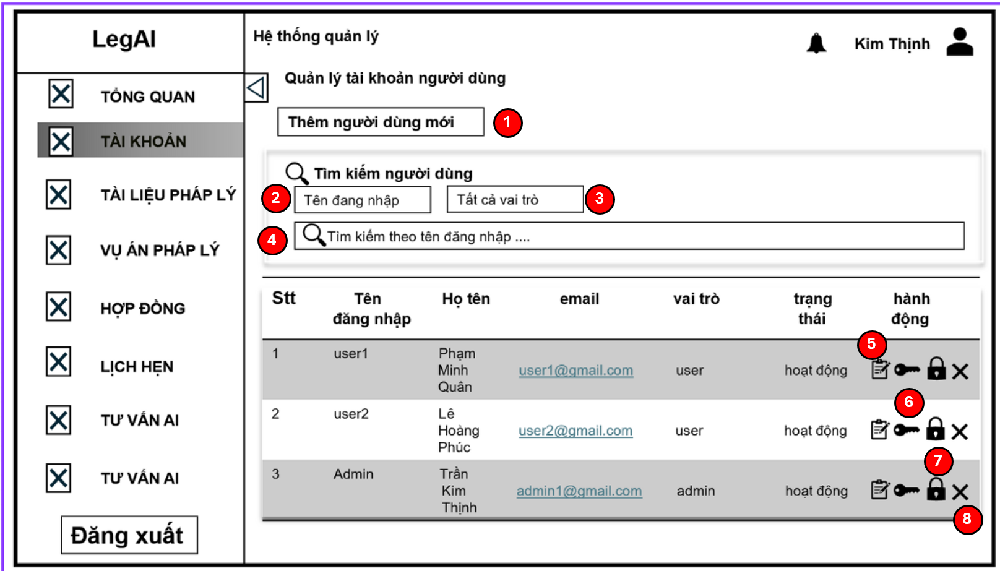 LegAI
Hệ thống quản lý
Kim Thịnh
TỔNG QUAN
TÀI KHOẢN
TÀI LIỆU PHÁP LÝ
VỤ ÁN PHÁP LÝ
HỢP ĐỒNG
LỊCH HẸN
TƯ VẤN AI
TƯ VẤN AI
Đăng xuất
Quản lý tài khoản người dùng
Thêm người dùng mới 1
Tìm kiếm người dùng
2 Tên đang nhập Tất cả vai trò 3
4 Tìm kiếm theo tên đăng nhập ....
Stt Tên đăng nhập Họ tên email vai trò trạng thái hành động
5
1 user1 Phạm Minh Quân user1@gmail.com user hoạt động
6
2 user2 Lê Hoàng Phúc user2@gmail.com user hoạt động
7
3 Admin Trần Kim Thịnh admin1@gmail.com admin hoạt động
8